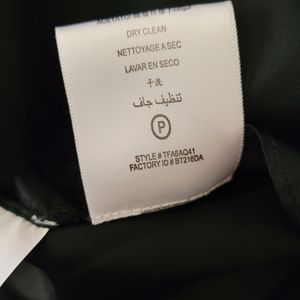 DRY CLEAN
NETTOYAGE A SEC
LAVAR EN SECO
干洗
تنظيف جاف
P
STYLE # TFA8AQ41
FACTORY ID # BT216DA